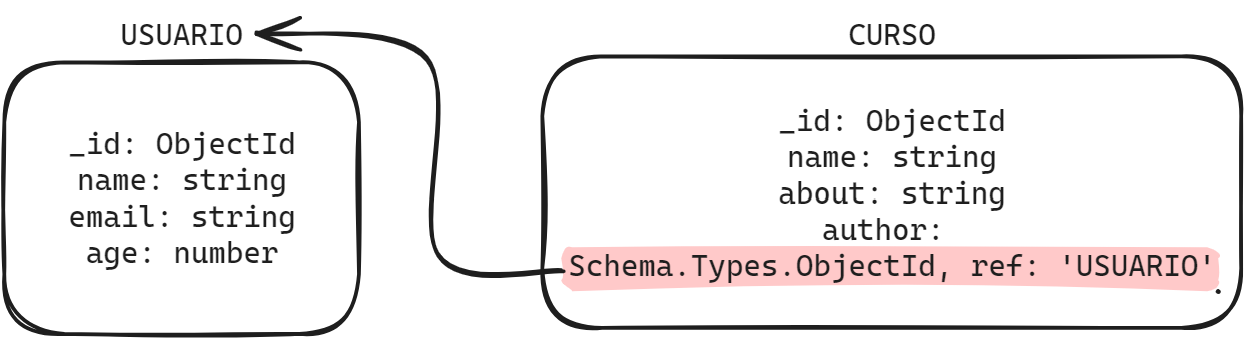 USUARIO
_id: ObjectId
name: string
email: string
age: number
CURSO
_id: ObjectId
name: string
about: string
author:
Schema.Types.ObjectId, ref: 'USUARIO'